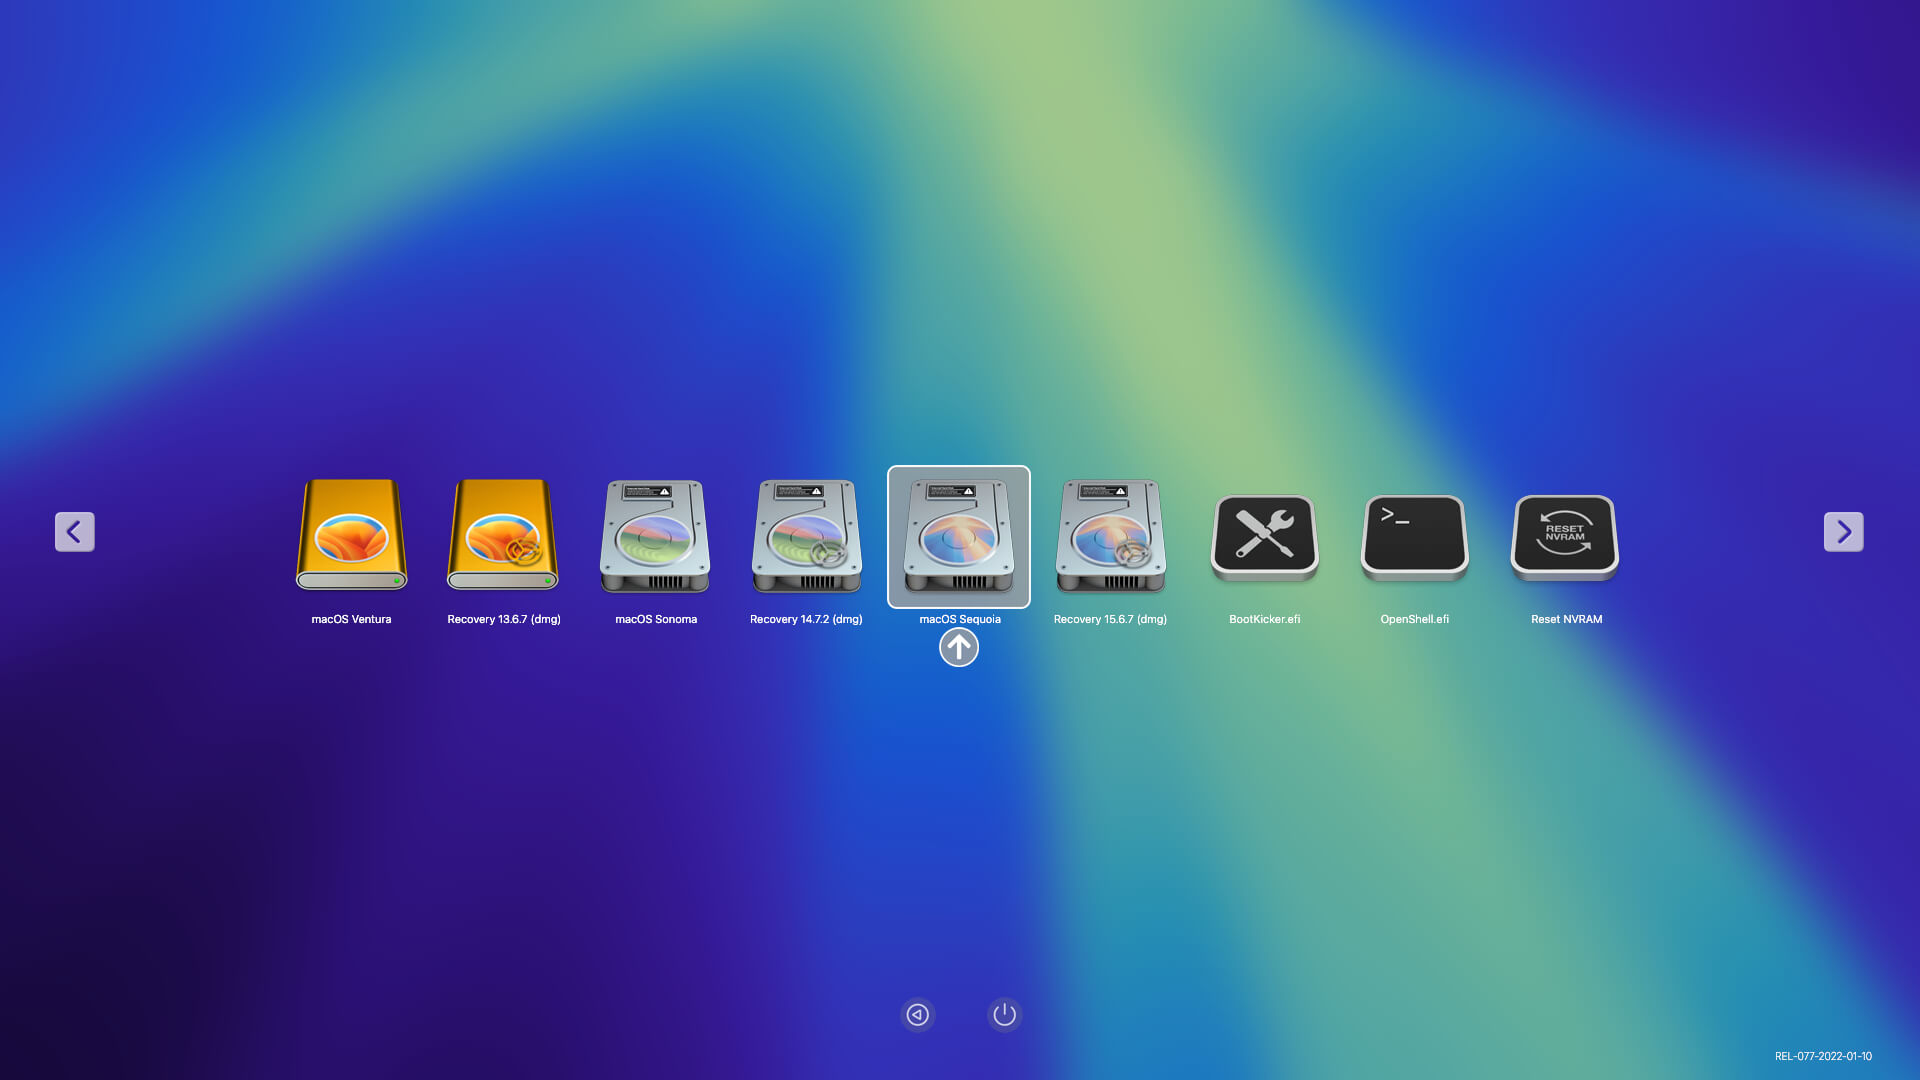 macOS Ventura
Recovery 13.6.7 (dmg)
macOS Sonoma
Recovery 14.7.2 (dmg)
macOS Sequoia
Recovery 15.6.7 (dmg)
BootKicker.efi
>_
OpenShell.efi
RESET
NVRAM
Reset NVRAM
REL-077-2022-01-10